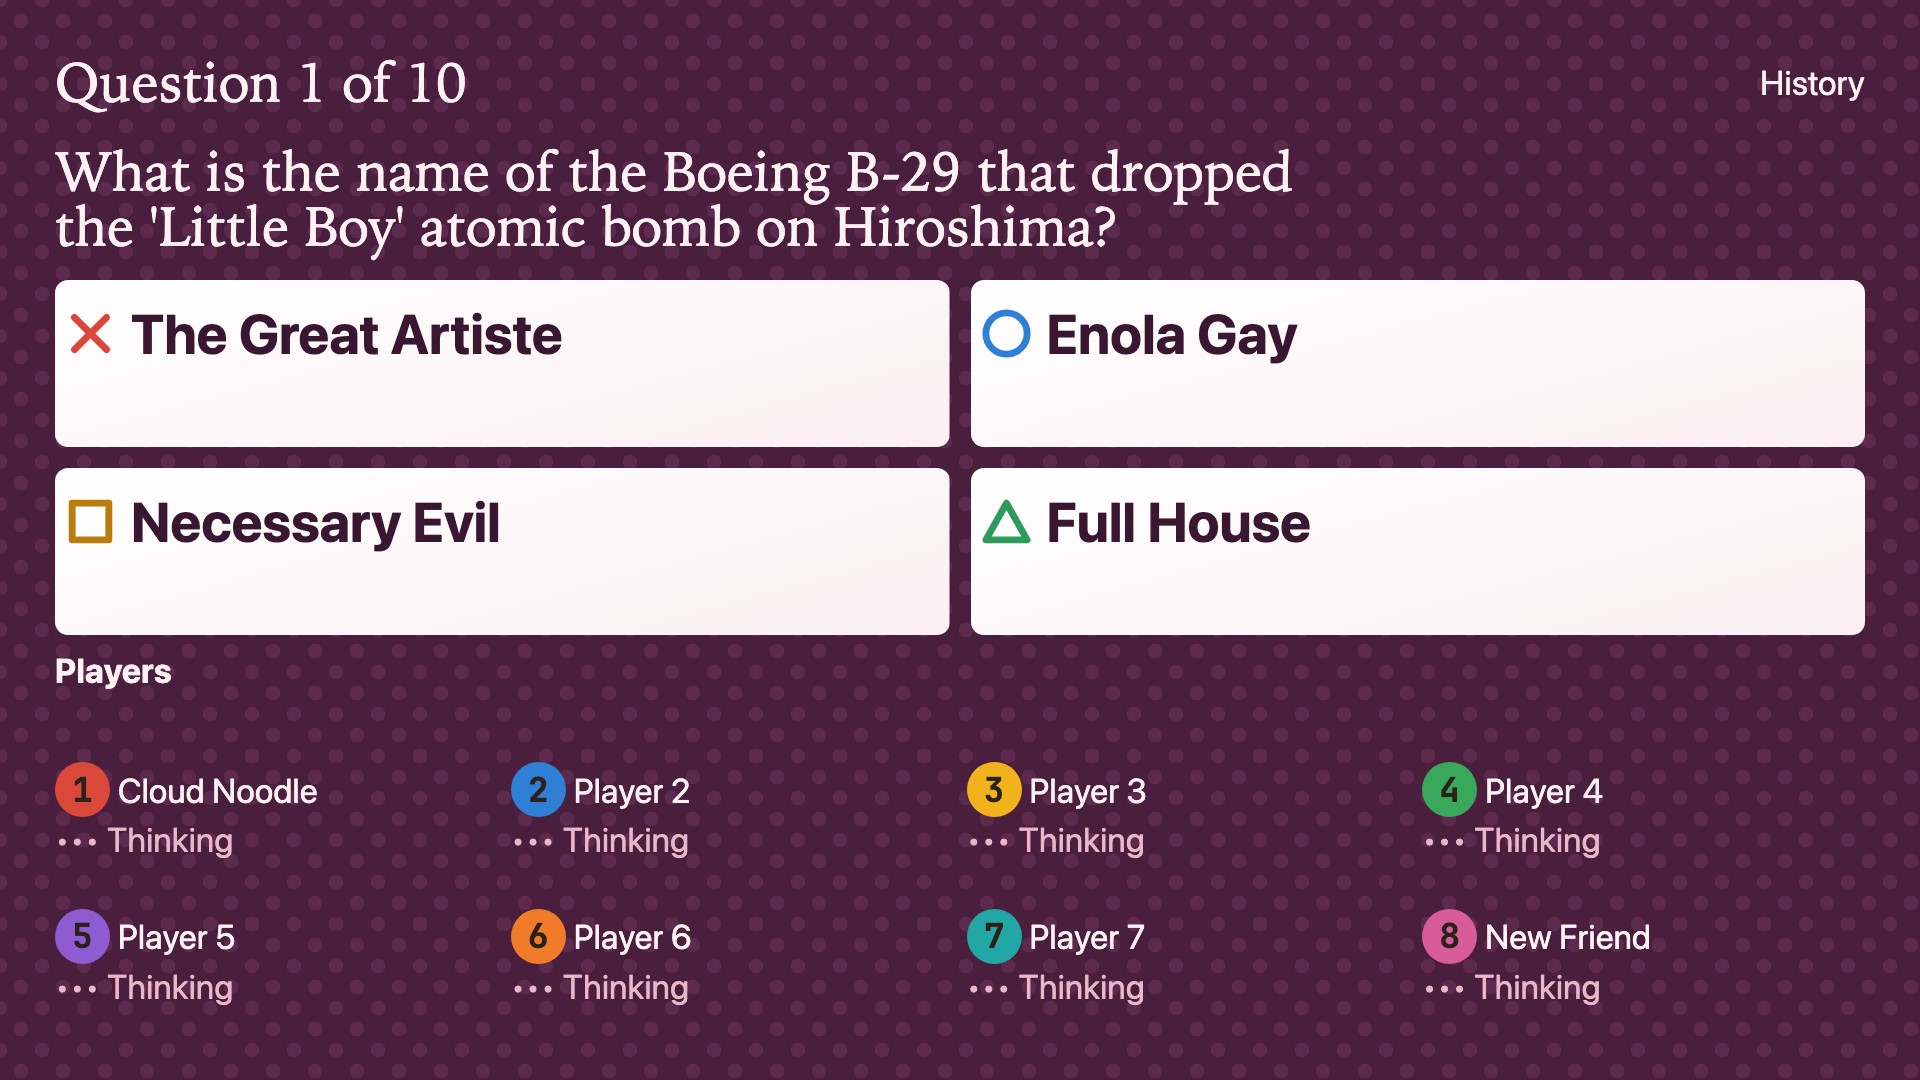 Question 1 of 10
History
What is the name of the Boeing B-29 that dropped
the 'Little Boy' atomic bomb on Hiroshima?
The Great Artiste
Enola Gay
Necessary Evil
Full House
Players
1 Cloud Noodle
2 Player 2
3 Player 3
4 Player 4
••• Thinking
••• Thinking
••• Thinking
••• Thinking
5 Player 5
6 Player 6
7 Player 7
8 New Friend
••• Thinking
••• Thinking
••• Thinking
••• Thinking